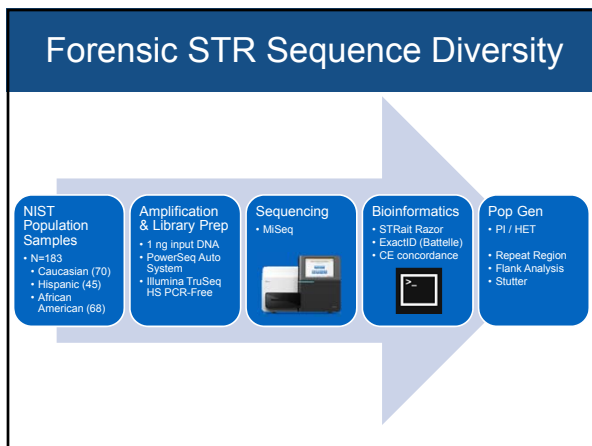 Forensic STR Sequence Diversity
NIST
Population
Samples
• N=183
• Caucasian (70)
• Hispanic (45)
• African
American (68)
Amplification
& Library Prep
• 1 ng input DNA
• PowerSeq Auto
System
• Illumina TruSeq
HS PCR-Free
Sequencing
• MiSeq
Bioinformatics
• STRait Razor
• ExactID (Battelle)
• CE concordance
>_
Pop Gen
• PI / HET
• Repeat Region
• Flank Analysis
• Stutter